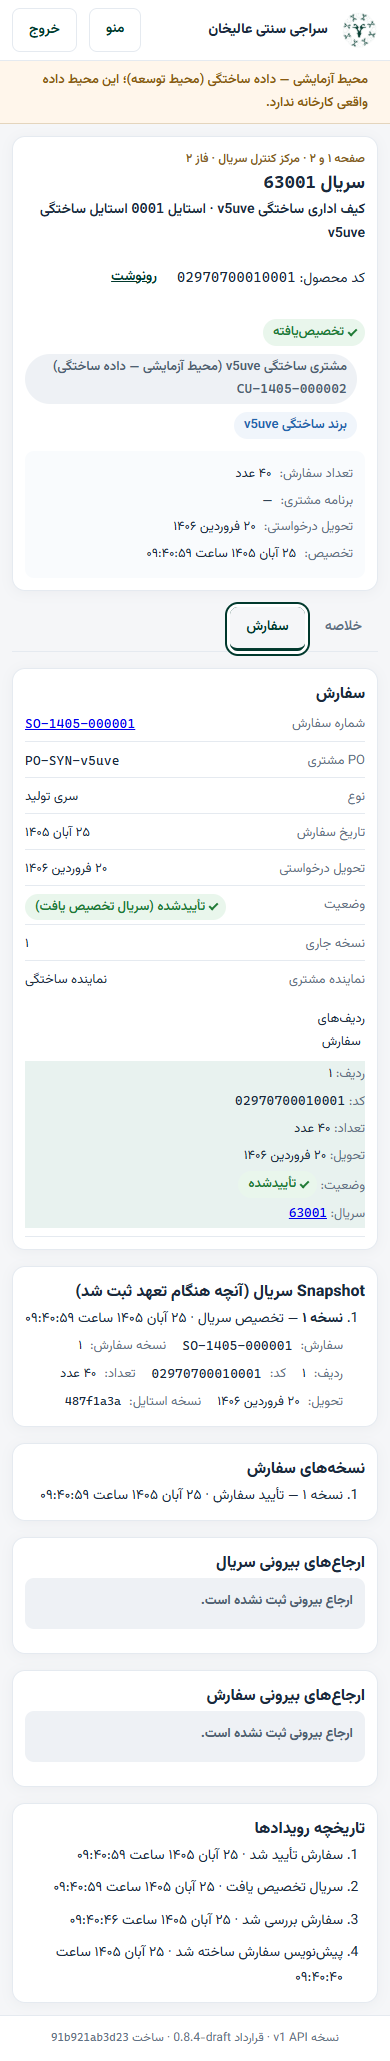 سراجی سنتی عالیخان
منو
خروج
محیط آزمایشی — داده ساختگی (محیط توسعه)؛ این محیط داده
واقعی کارخانه ندارد.
صفحه ۱ و ۲ · مرکز کنترل سریال · فاز ۲
سریال 63001
کیف اداری ساختگی v5uve · استایل 0001 استایل ساختگی
v5uve
کد محصول: 02970700010001 رونوشت
✓ تخصیص‌یافته
مشتری ساختگی v5uve (محیط آزمایشی — داده ساختگی)
CU-1405-000002
برند ساختگی v5uve
تعداد سفارش: ۴۰ عدد
برنامه مشتری: —
تحویل درخواستی: ۲۰ فروردین ۱۴۰۶
تخصیص: ۲۵ آبان ۱۴۰۵ ساعت ۰۹:۴۰:۵۹
خلاصه
سفارش
سفارش
شماره سفارش SO-1405-000001
PO مشتری PO-SYN-v5uve
نوع سری تولید
تاریخ سفارش ۲۵ آبان ۱۴۰۵
تحویل درخواستی ۲۰ فروردین ۱۴۰۶
وضعیت ✓ تأییدشده (سریال تخصیص یافت)
نسخه جاری ۱
نماینده مشتری نماینده ساختگی
ردیف‌های
سفارش
ردیف: ۱
کد: 02970700010001
تعداد: ۴۰ عدد
تحویل: ۲۰ فروردین ۱۴۰۶
وضعیت: ✓ تأییدشده
سریال: 63001
Snapshot سریال (آنچه هنگام تعهد ثبت شد)
1. نسخه ۱ — تخصیص سریال · ۲۵ آبان ۱۴۰۵ ساعت ۰۹:۴۰:۵۹
سفارش: SO-1405-000001 نسخه سفارش: ۱
ردیف: ۱ کد: 02970700010001 تعداد: ۴۰ عدد
تحویل: ۲۰ فروردین ۱۴۰۶ نسخه استایل: 487f1a3a
نسخه‌های سفارش
1. نسخه ۱ — تأیید سفارش · ۲۵ آبان ۱۴۰۵ ساعت ۰۹:۴۰:۵۹
ارجاع‌های بیرونی سریال
ارجاع بیرونی ثبت نشده است.
ارجاع‌های بیرونی سفارش
ارجاع بیرونی ثبت نشده است.
تاریخچه رویدادها
1. سفارش تأیید شد · ۲۵ آبان ۱۴۰۵ ساعت ۰۹:۴۰:۵۹
2. سریال تخصیص یافت · ۲۵ آبان ۱۴۰۵ ساعت ۰۹:۴۰:۵۹
3. سفارش بررسی شد · ۲۵ آبان ۱۴۰۵ ساعت ۰۹:۴۰:۴۶
4. پیش‌نویس سفارش ساخته شد · ۲۵ آبان ۱۴۰۵ ساعت
۰۹:۴۰:۴۰
نسخه v1 API · قرارداد 0.8.4-draft · ساخت 91b921ab3d23